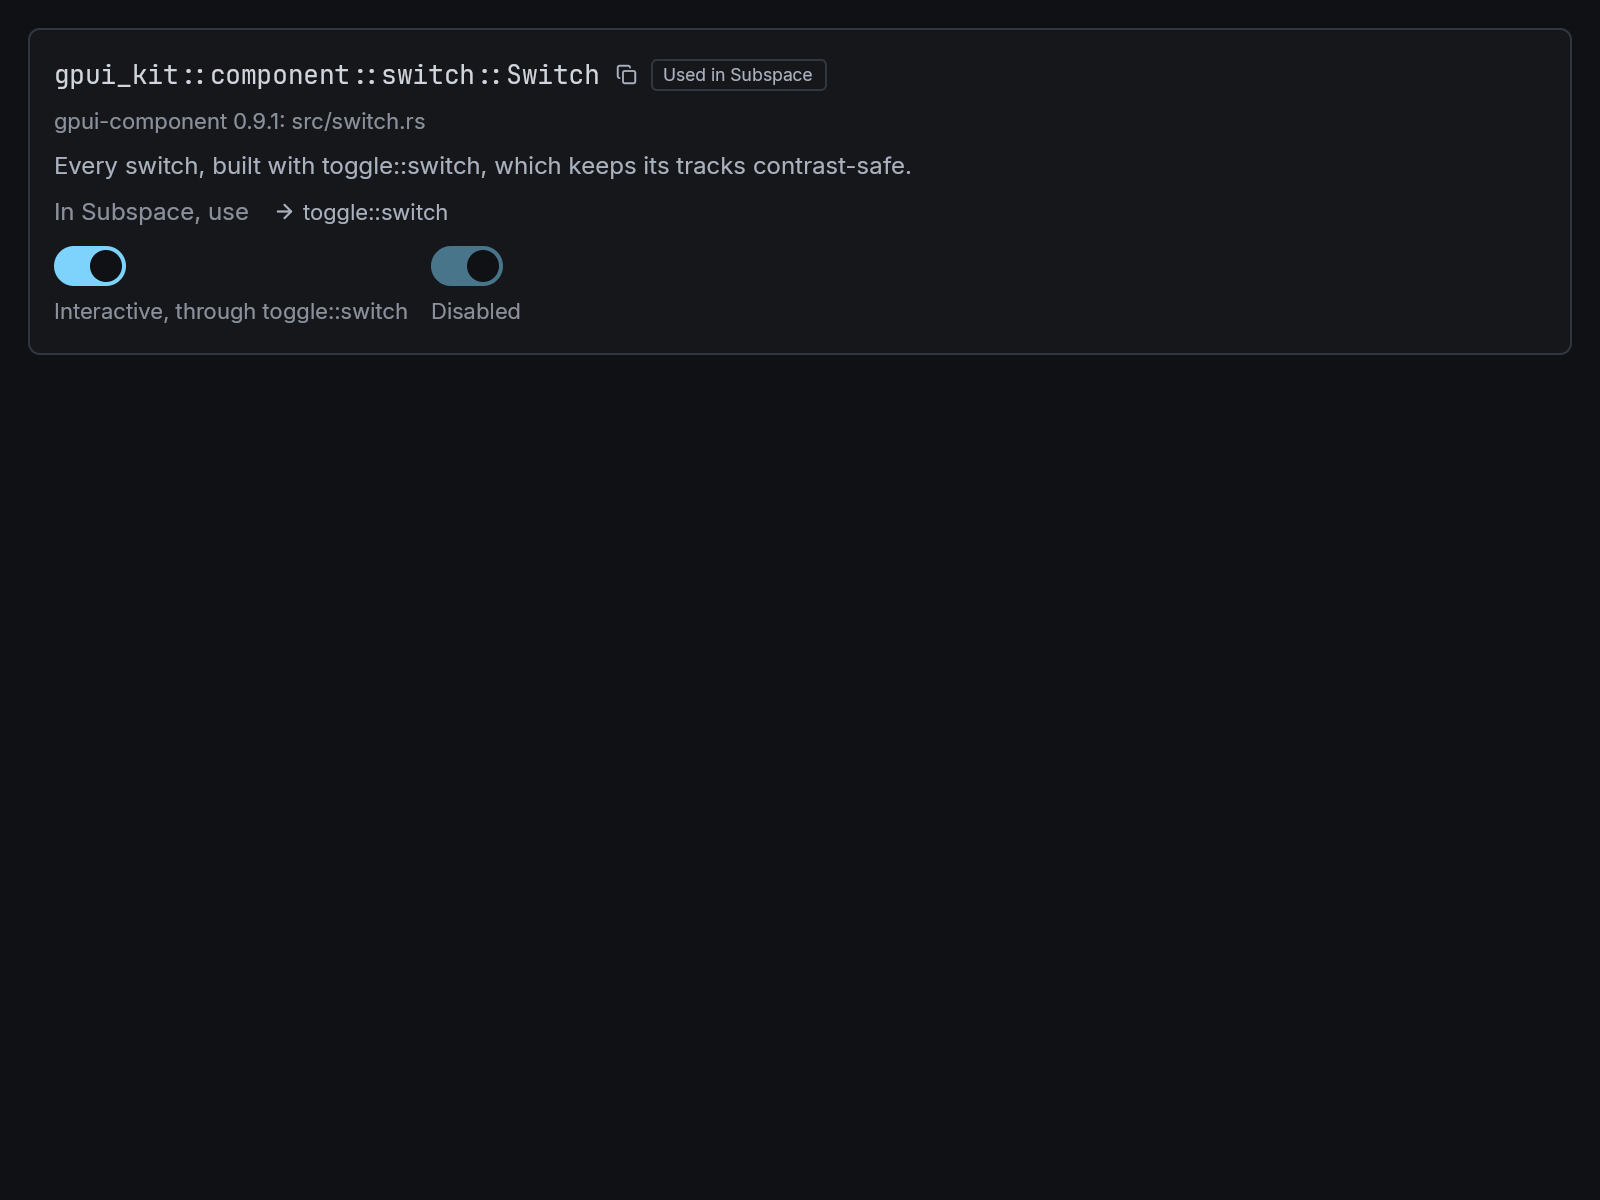 gpui_kit::component::switch::Switch Used in Subspace
gpui-component 0.9.1: src/switch.rs
Every switch, built with toggle::switch, which keeps its tracks contrast-safe.
In Subspace, use → toggle::switch
Interactive, through toggle::switch Disabled